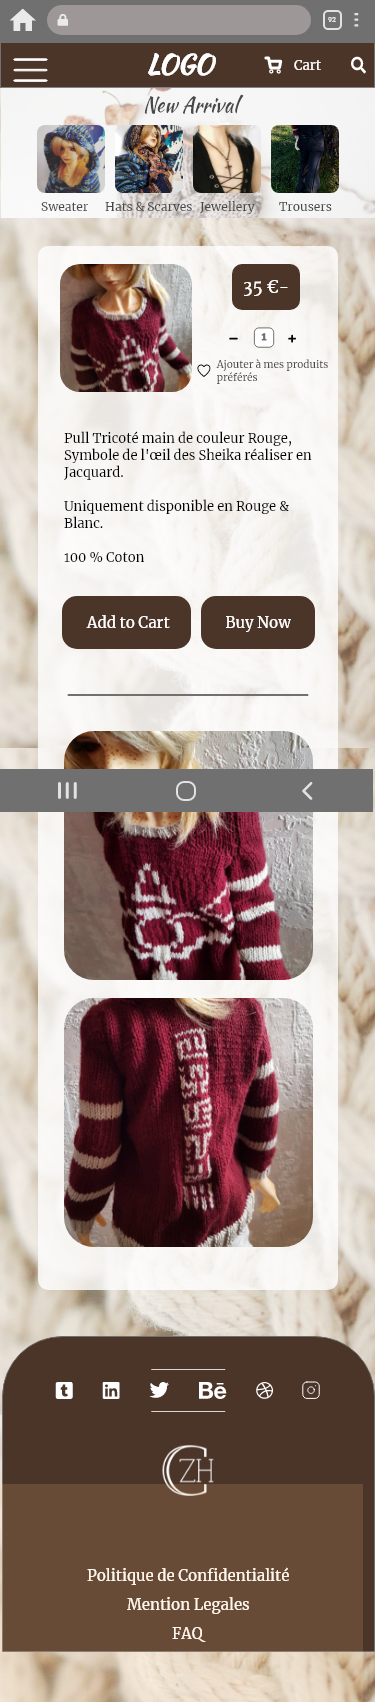 92
LOGO
Cart
New Arrival
Sweater
Hats & Scarves
Jewellery
Trousers
35 €-
1
Ajouter à mes produits
préférés
Pull Tricoté main de couleur Rouge,
Symbole de l'œil des Sheika réaliser en
Jacquard.
Uniquement disponible en Rouge &
Blanc.
100 % Coton
Add to Cart
Buy Now
Bē
CZH
Politique de Confidentialité
Mention Legales
FAQ